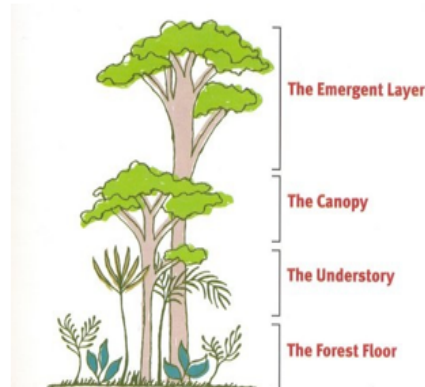 The Emergent Layer
The Canopy
The Understory
The Forest Floor